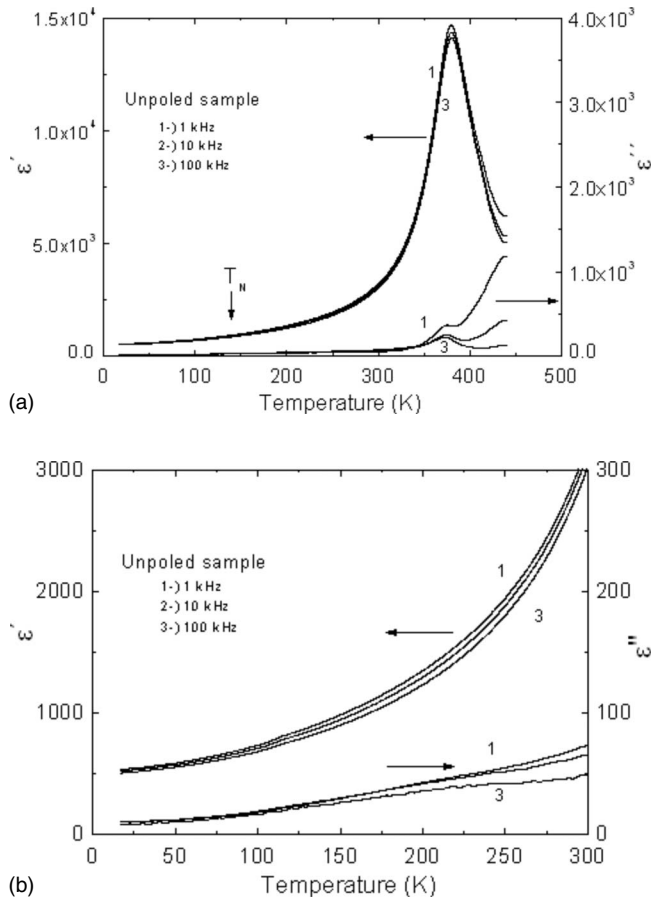 1.5x10⁴
4.0x10³
1
3
Unpoled sample
1-) 1 kHz
2-) 10 kHz
3-) 100 kHz
1.0x10⁴
3.0x10³
ε´
ε´´
2.0x10³
5.0x10³
T_N
1.0x10³
1
3
0.0
0.0
0 100 200 300 400 500
Temperature (K)
(a)
3000
300
Unpoled sample
1-) 1 kHz
2-) 10 kHz
3-) 100 kHz
1
2000
200
ε´
ε"
3
1000
100
1
3
0
0
0 50 100 150 200 250 300
Temperature (K)
(b)